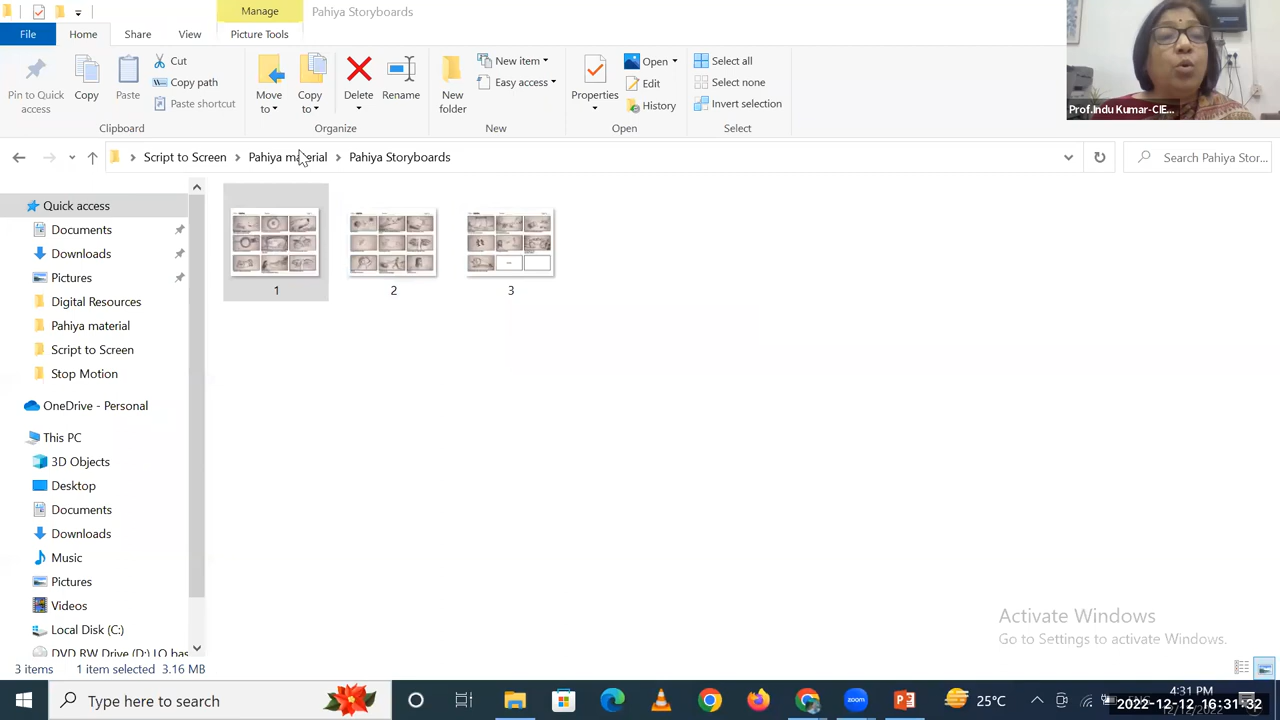 Manage
Pahiya Storyboards
File
Home
Share
View
Picture Tools
Pin to Quick
access
Copy
Paste
Cut
Copy path
Paste shortcut
Move
to
Copy
to
Delete
Rename
New
folder
New item
Easy access
Properties
Open
Edit
History
Select all
Select none
Invert selection
Clipboard
Organize
New
Open
Select
Prof.Indu Kumar-CIE...
Script to Screen
Pahiya material
Pahiya Storyboards
Search Pahiya Stor...
Quick access
Documents
Downloads
Pictures
Digital Resources
Pahiya material
Script to Screen
Stop Motion
OneDrive - Personal
This PC
3D Objects
Desktop
Documents
Downloads
Music
Pictures
Videos
Local Disk (C:)
1
2
3
Activate Windows
Go to Settings to activate Windows.
3 items
1 item selected
3.16 MB
Type here to search
25°C
4:31 PM
2022-12-12 16:31:32